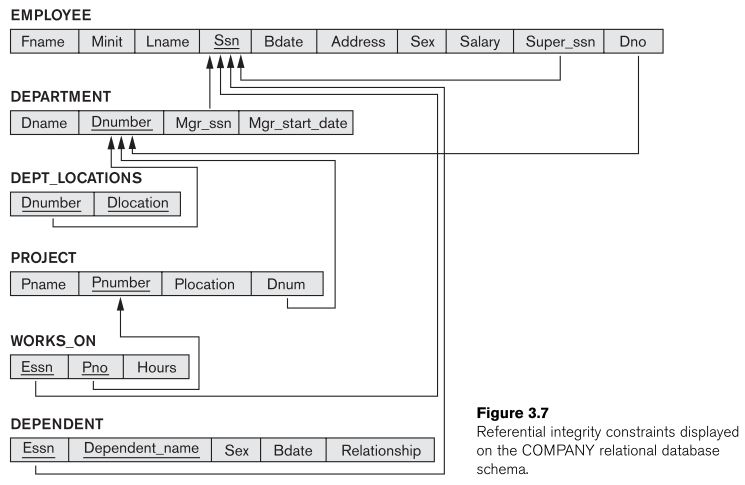 EMPLOYEE
Fname Minit Lname Ssn Bdate Address Sex Salary Super_ssn Dno
DEPARTMENT
Dname Dnumber Mgr_ssn Mgr_start_date
DEPT_LOCATIONS
Dnumber Dlocation
PROJECT
Pname Pnumber Plocation Dnum
WORKS_ON
Essn Pno Hours
DEPENDENT
Essn Dependent_name Sex Bdate Relationship
Figure 3.7
Referential integrity constraints displayed
on the COMPANY relational database
schema.